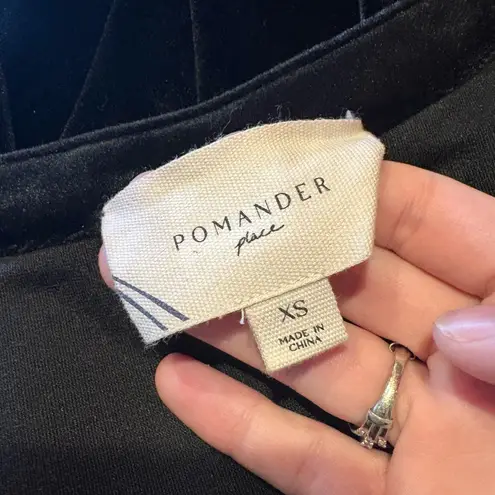 POMANDER
place
XS
MADE IN
CHINA